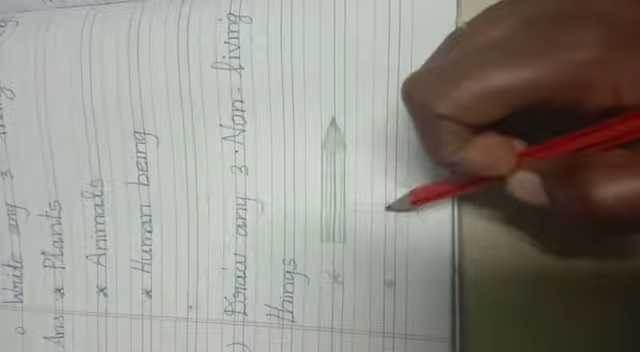 Write any 3
Ans * Plants
* Animals
* Human being
Draw any 3 Non-living
things
*